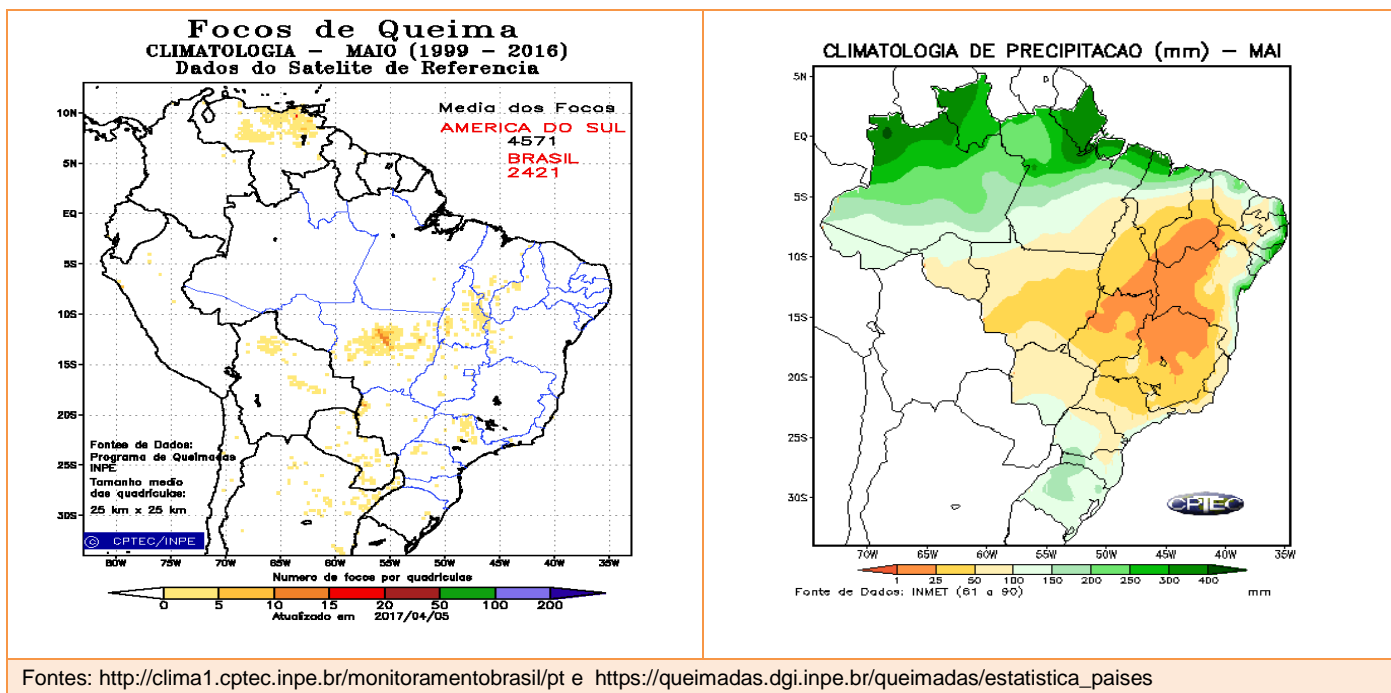 Focos de Queima
CLIMATOLOGIA – MAIO (1999 – 2016)
Dados do Satelite de Referencia
Media dos Focos
AMERICA DO SUL
4571
BRASIL
2421
10N
5N
EQ
5S
10S
15S
20S
25S
30S
Fontes de Dados:
Programa de Queimadas
INPE
Tamanho medio
das quadriculas:
25 km x 25 km
© CPTEC/INPE
80W 75W 70W 65W 60W 55W 50W 45W 40W 35W
Numero de focos por quadriculas
0 5 10 15 20 50 100 200
Atualizado em 2017/04/05
CLIMATOLOGIA DE PRECIPITACAO (mm) – MAI
5N
EQ
5S
10S
15S
20S
25S
30S
CPTEC
70W 65W 60W 55W 50W 45W 40W 35W
1 25 50 100 150 200 250 300 400
Fonte de Dados: INMET (61 a 90) mm
Fontes: http://clima1.cptec.inpe.br/monitoramentobrasil/pt e https://queimadas.dgi.inpe.br/queimadas/estatistica_paises